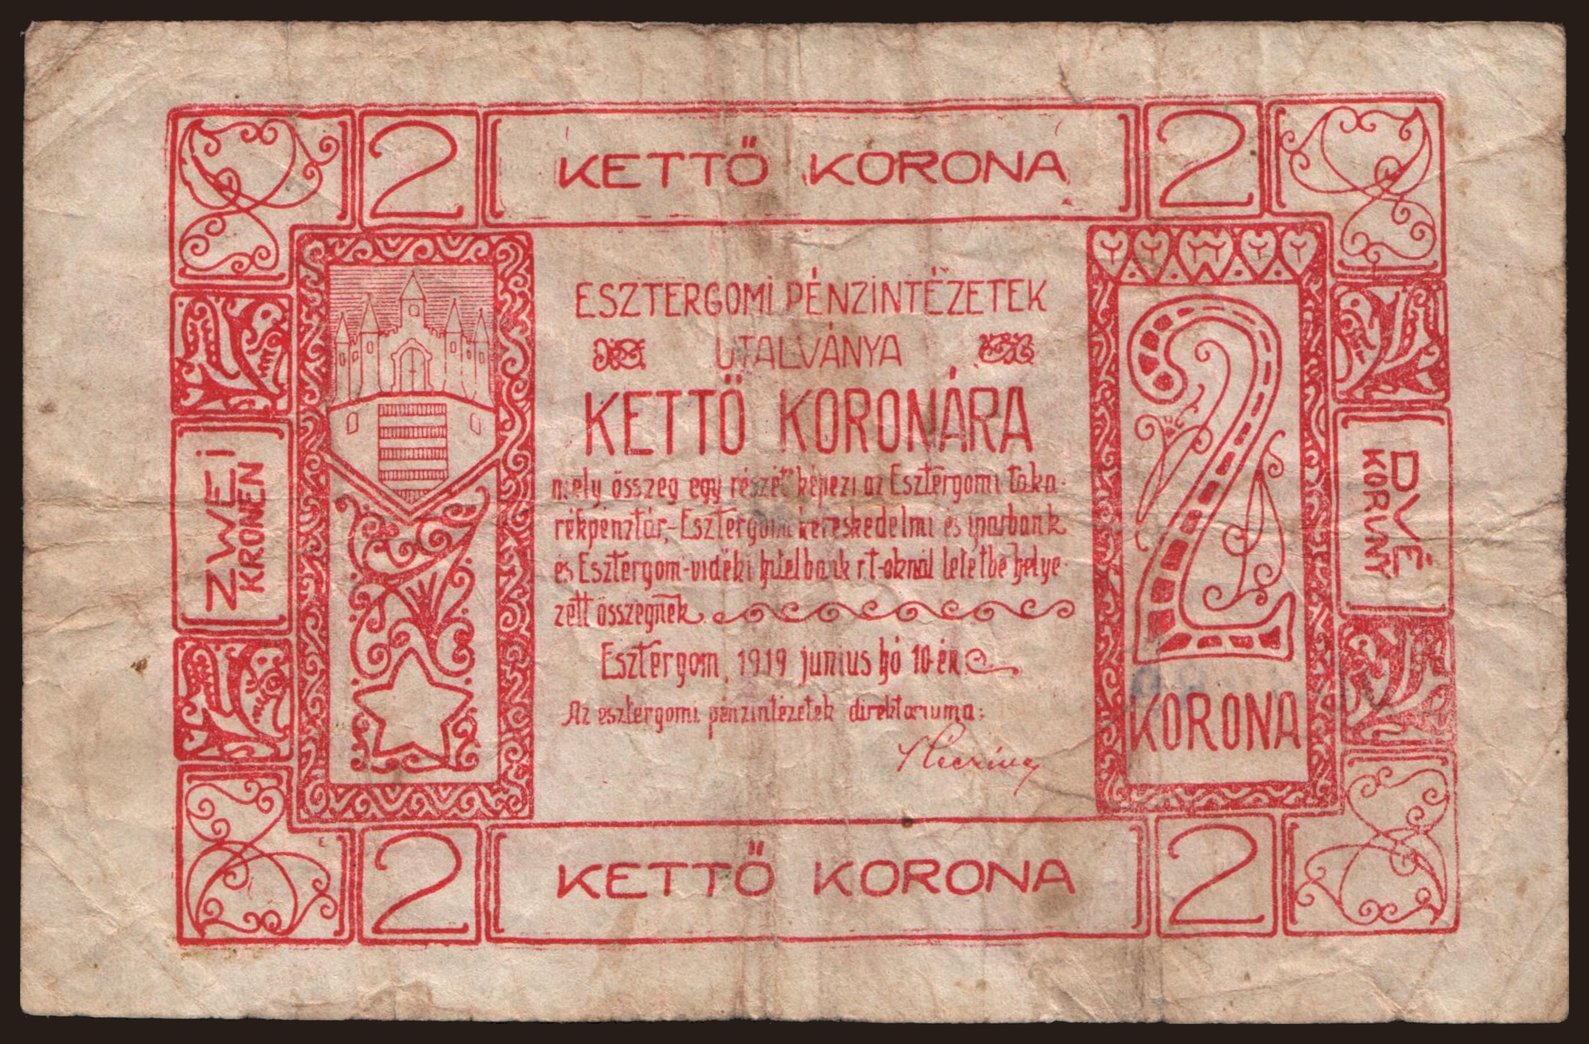 2 KETTŐ KORONA 2
ESZTERGOMI PÉNZINTÉZETEK
UTALVÁNYA
KETTŐ KORONÁRA
mely összeg egy részét képezi az Esztergomi taka-
rékpénztár, Esztergomi kereskedelmi és iparbank
és Esztergom-vidéki hitelbank r.t-oknál letétbe helye-
zett összegnek.
Esztergom, 1919 junius hó 10-én.
Az esztergomi pénzintézetek direktoriuma:
ZWEI
KRONEN
2
KORONA
DVÉ
KORVNY
2 KETTŐ KORONA 2